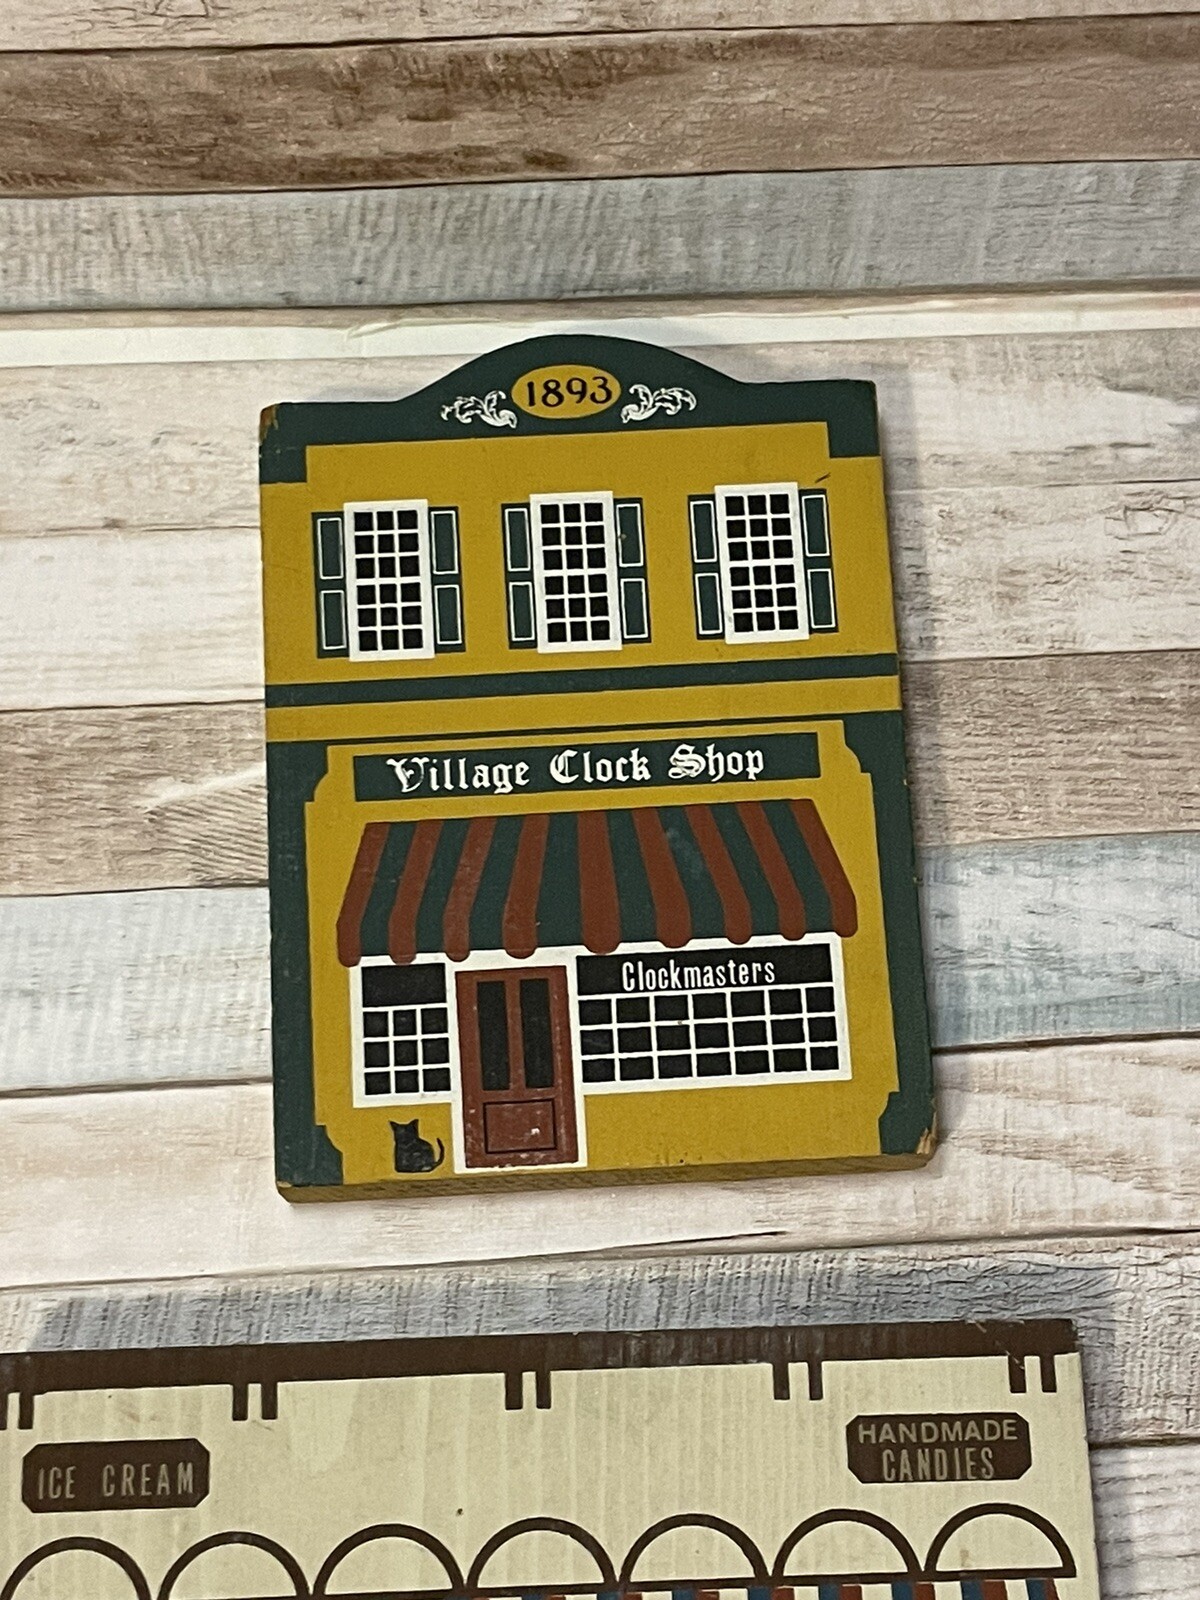 1893
Village Clock Shop
Clockmasters
ICE CREAM
HANDMADE
CANDIES